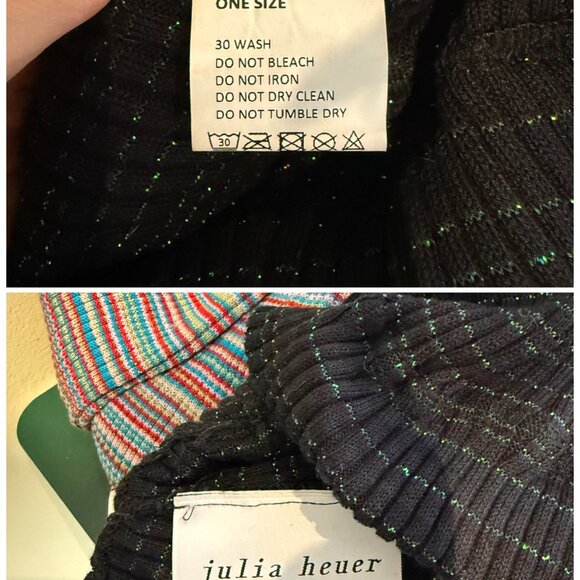 ONE SIZE
30 WASH
DO NOT BLEACH
DO NOT IRON
DO NOT DRY CLEAN
DO NOT TUMBLE DRY
30
julia heuer